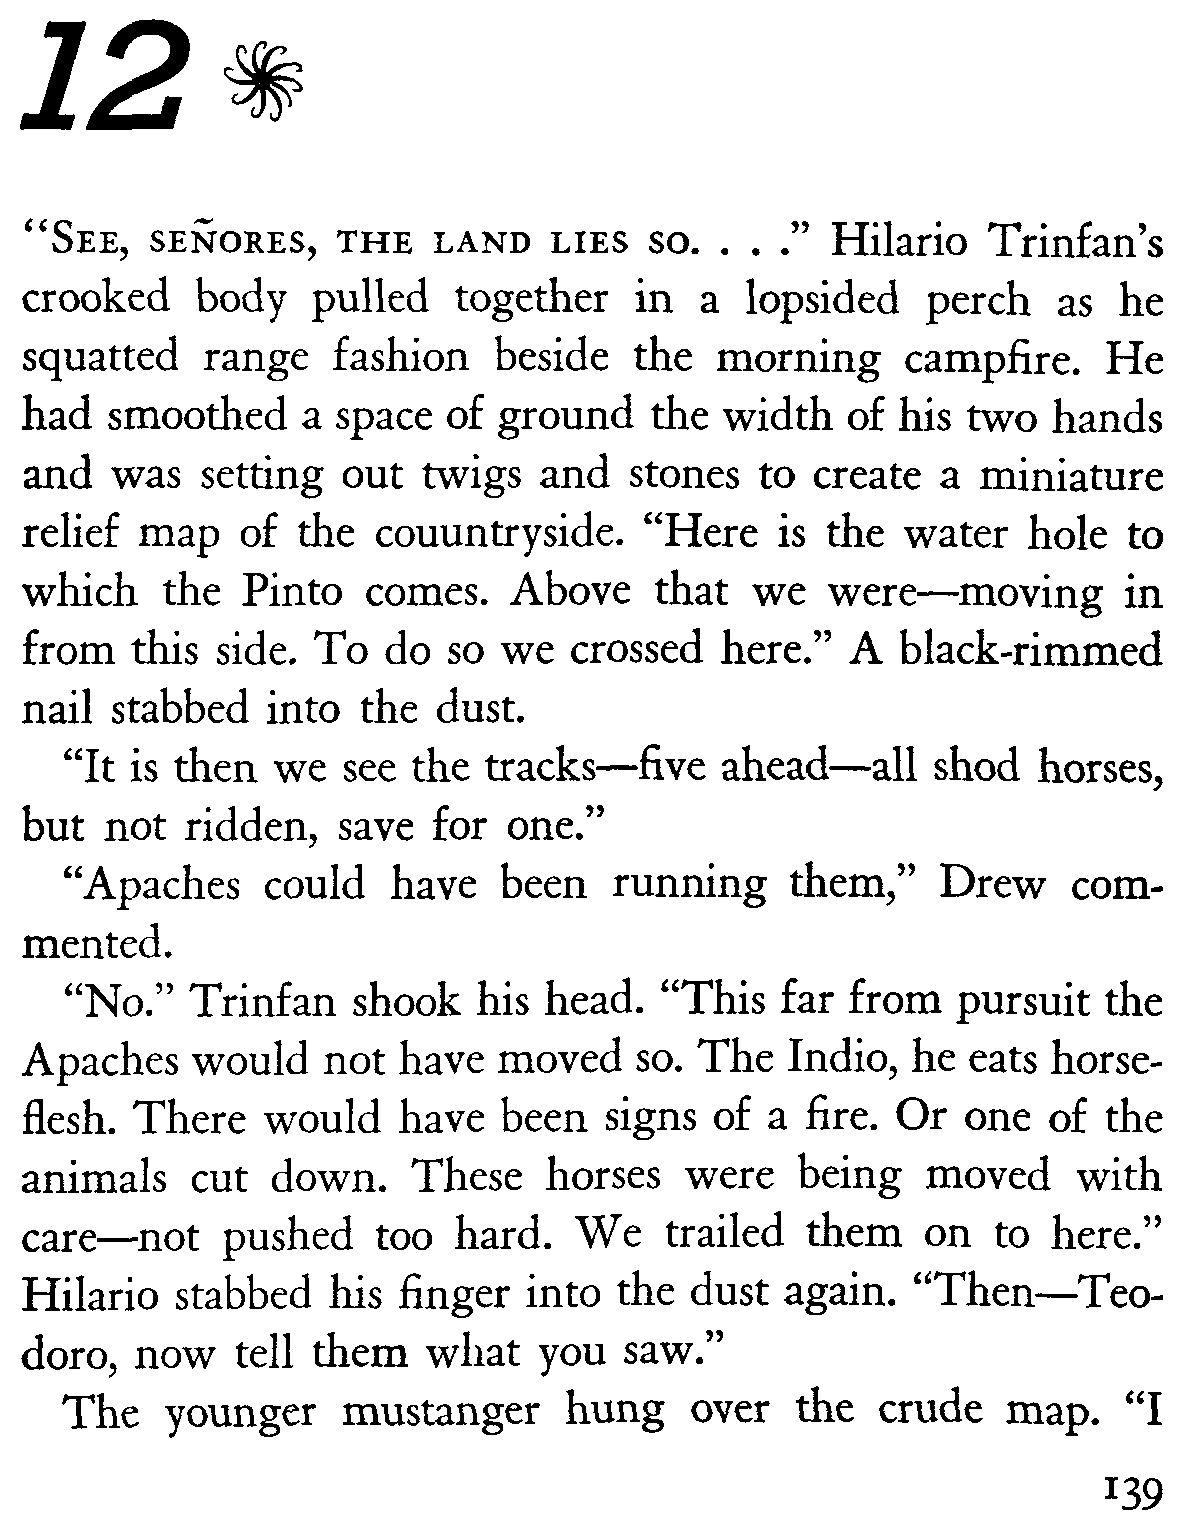 12
“See, señores, the land lies so. . . .” Hilario Trinfan’s
crooked body pulled together in a lopsided perch as he
squatted range fashion beside the morning campfire. He
had smoothed a space of ground the width of his two hands
and was setting out twigs and stones to create a miniature
relief map of the couuntryside. “Here is the water hole to
which the Pinto comes. Above that we were—moving in
from this side. To do so we crossed here.” A black-rimmed
nail stabbed into the dust.
“It is then we see the tracks—five ahead—all shod horses,
but not ridden, save for one.”
“Apaches could have been running them,” Drew com-
mented.
“No.” Trinfan shook his head. “This far from pursuit the
Apaches would not have moved so. The Indio, he eats horse-
flesh. There would have been signs of a fire. Or one of the
animals cut down. These horses were being moved with
care—not pushed too hard. We trailed them on to here.”
Hilario stabbed his finger into the dust again. “Then—Teo-
doro, now tell them what you saw.”
The younger mustanger hung over the crude map. “I
139